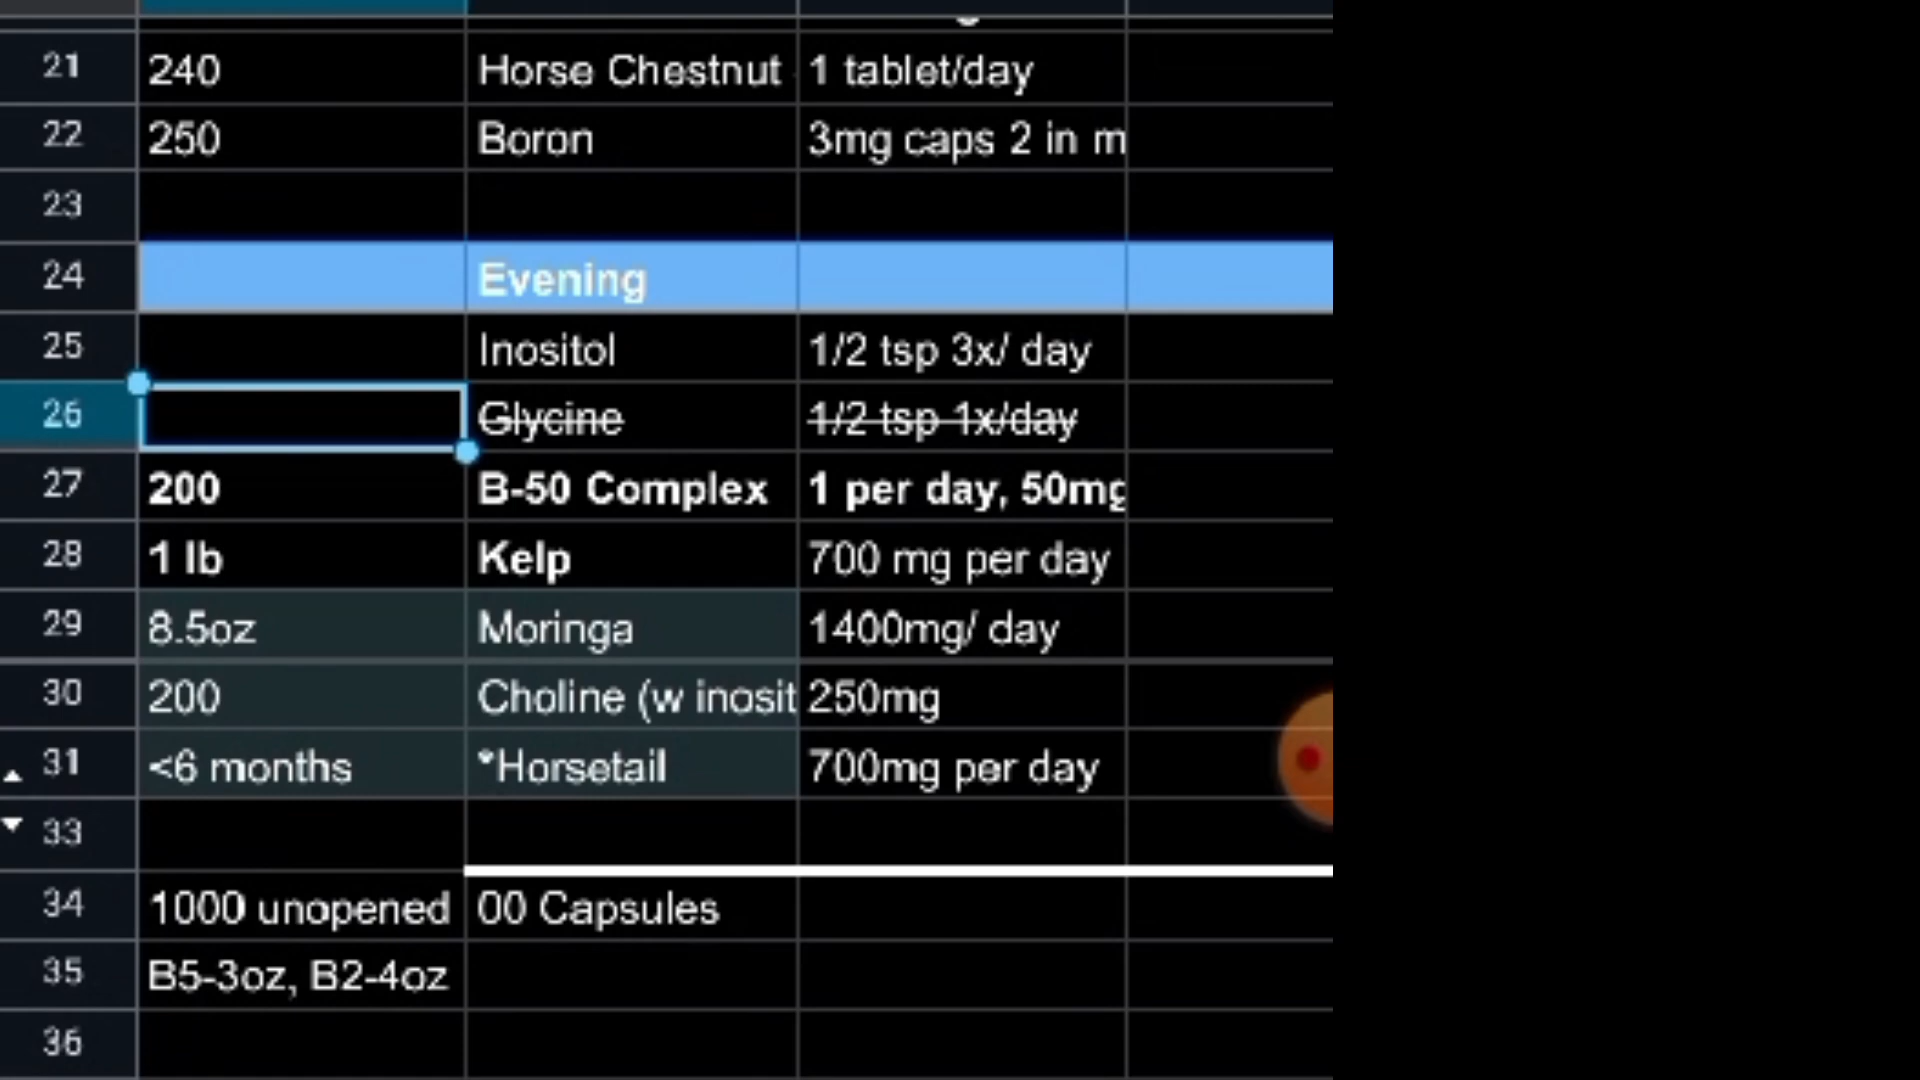 21 240 Horse Chestnut 1 tablet/day
22 250 Boron 3mg caps 2 in m
23
24 Evening
25 Inositol 1/2 tsp 3x/ day
26 Glycine 1/2 tsp 1x/day
27 200 B-50 Complex 1 per day, 50mg
28 1 lb Kelp 700 mg per day
29 8.5oz Moringa 1400mg/ day
30 200 Choline (w inosit 250mg
31 <6 months *Horsetail 700mg per day
33
34 1000 unopened 00 Capsules
35 B5-3oz, B2-4oz
36